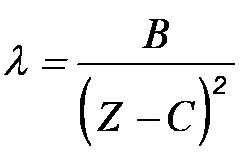 λ = B / (Z − C)²